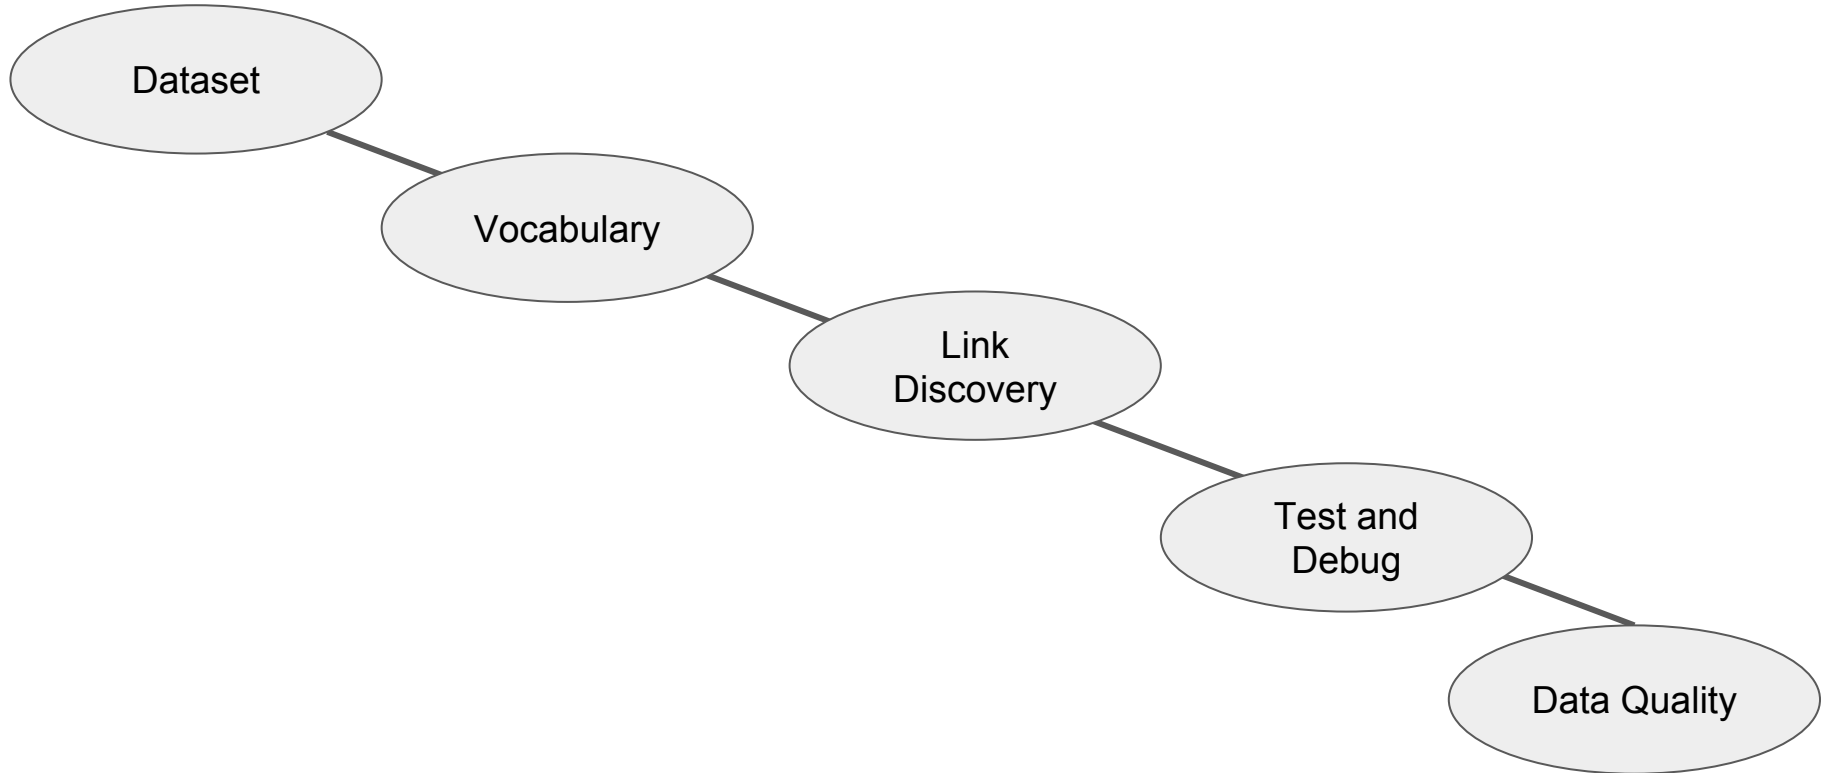 Dataset
Vocabulary
Link
Discovery
Test and
Debug
Data Quality